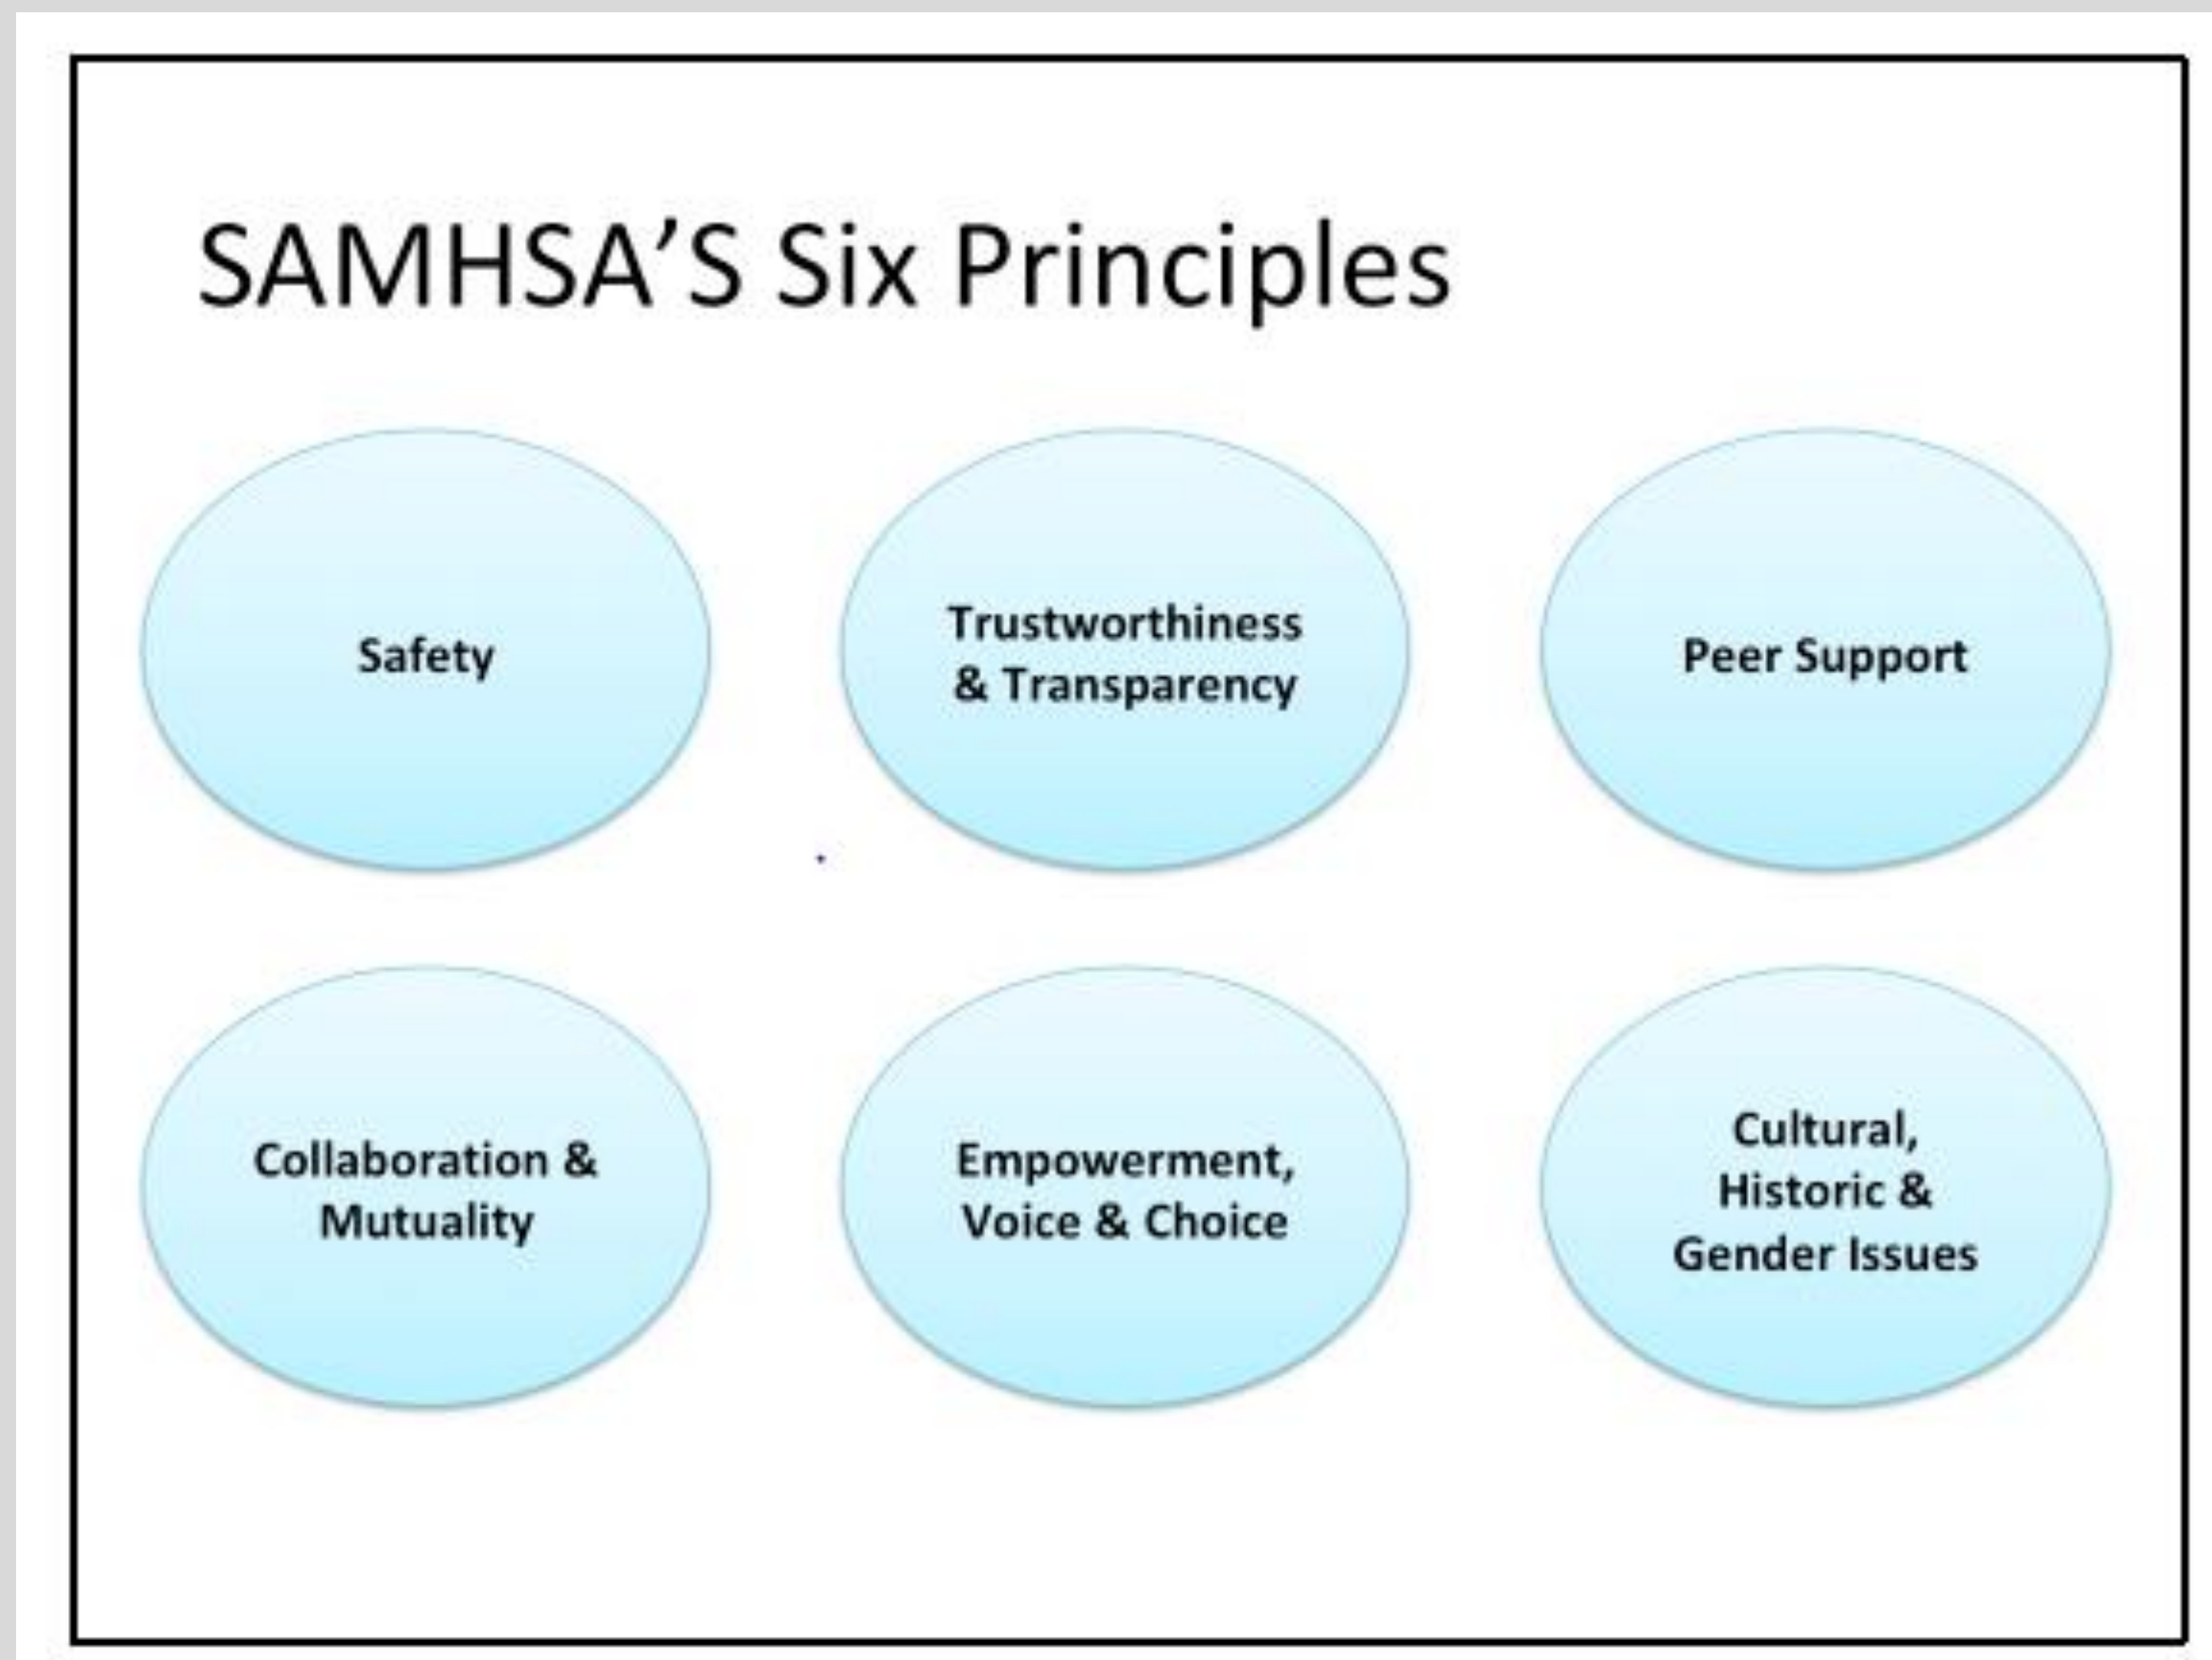 SAMHSA’S Six Principles
Safety
Trustworthiness
& Transparency
Peer Support
Collaboration &
Mutuality
Empowerment,
Voice & Choice
Cultural,
Historic &
Gender Issues